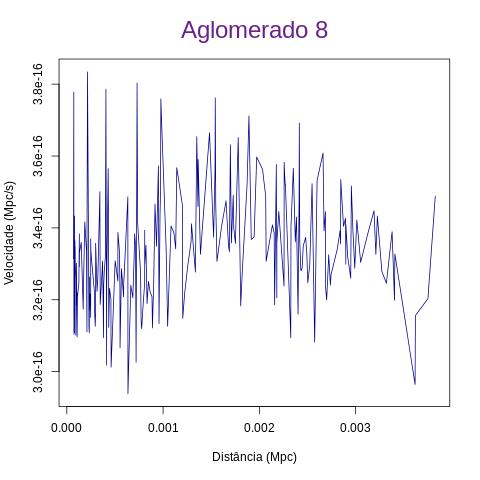 Aglomerado 8
Velocidade (Mpc/s)
3.8e-16
3.6e-16
3.4e-16
3.2e-16
3.0e-16
0.000 0.001 0.002 0.003
Distância (Mpc)